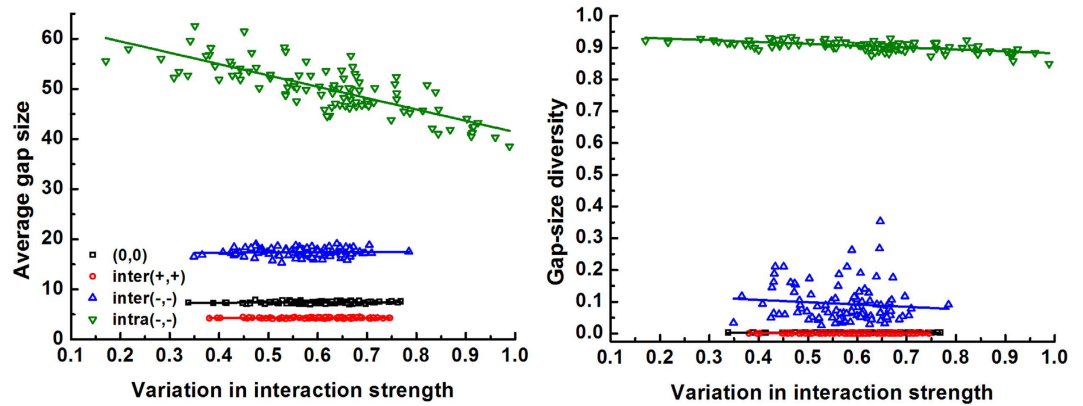 Average gap size
60
50
40
30
20
10
0
(0,0)
inter(+,+)
inter(-,-)
intra(-,-)
0.1 0.2 0.3 0.4 0.5 0.6 0.7 0.8 0.9 1.0
Variation in interaction strength
Gap-size diversity
1.0
0.9
0.8
0.7
0.6
0.5
0.4
0.3
0.2
0.1
0.0
0.1 0.2 0.3 0.4 0.5 0.6 0.7 0.8 0.9 1.0
Variation in interaction strength